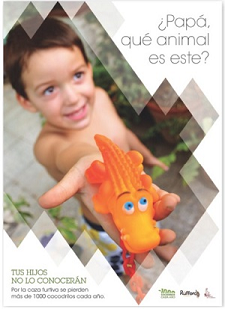 ¿Papá,
qué animal
es este?
TUS HIJOS
NO LO CONOCERÁN
Por la caza furtiva se pierden
más de 1000 cocodrilos cada año.